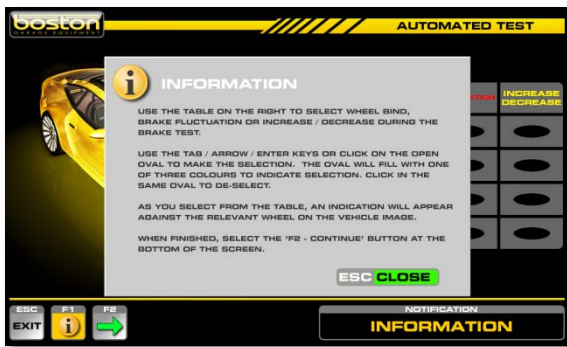 boston
GARAGE EQUIPMENT
AUTOMATED TEST
INFORMATION
INCREASE
DECREASE
USE THE TABLE ON THE RIGHT TO SELECT WHEEL BIND,
BRAKE FLUCTUATION OR INCREASE / DECREASE DURING THE
BRAKE TEST.
USE THE TAB / ARROW / ENTER KEYS OR CLICK ON THE OPEN
OVAL TO MAKE THE SELECTION. THE OVAL WILL FILL WITH ONE
OF THREE COLOURS TO INDICATE SELECTION. CLICK IN THE
SAME OVAL TO DE-SELECT.
AS YOU SELECT FROM THE TABLE, AN INDICATION WILL APPEAR
AGAINST THE RELEVANT WHEEL ON THE VEHICLE IMAGE.
WHEN FINISHED, SELECT THE 'F2 - CONTINUE' BUTTON AT THE
BOTTOM OF THE SCREEN.
ESC CLOSE
ESC
EXIT
F1
i
F2
NOTIFICATION
INFORMATION